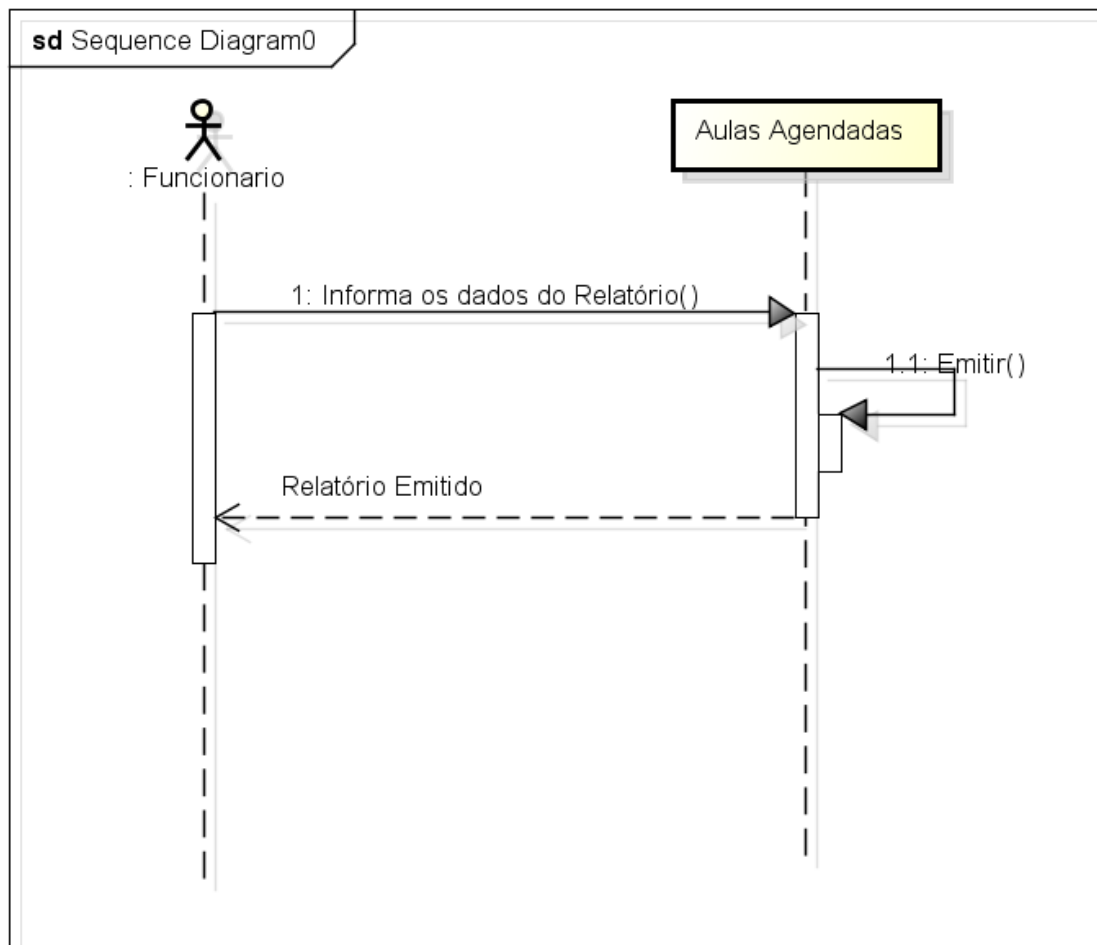 sd Sequence Diagram0
: Funcionario
Aulas Agendadas
1: Informa os dados do Relatório()
1.1: Emitir()
Relatório Emitido